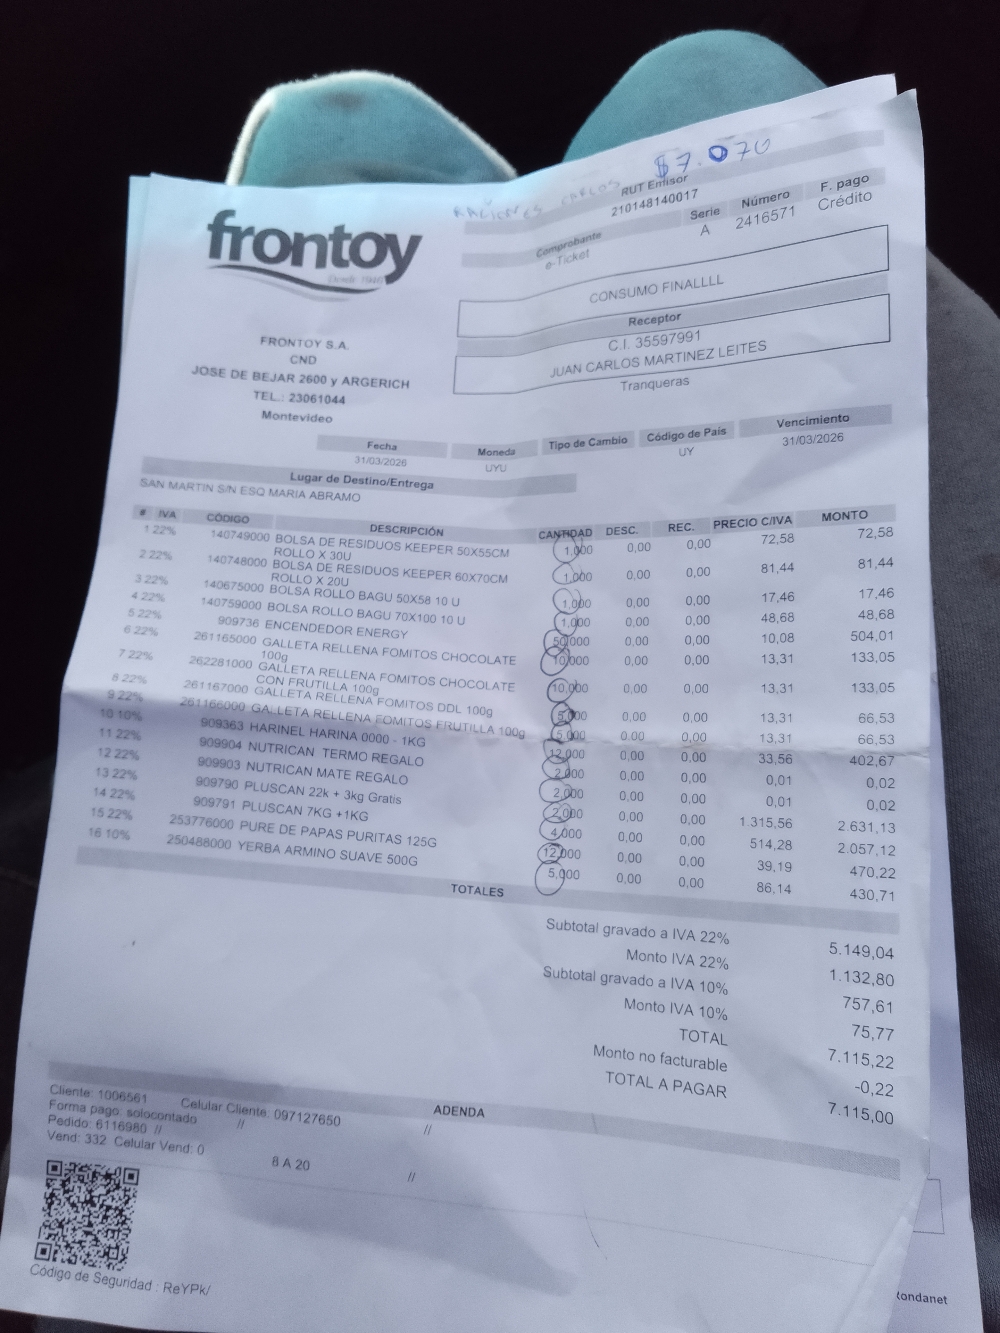 $7.070
RACIONES CARLOS
frontoy
Desde 1940
RUT Emisor
210148140017
Comprobante Serie Número F. pago
e-Ticket A 2416571 Crédito
CONSUMO FINALLLL
Receptor
C.I. 35597991
JUAN CARLOS MARTINEZ LEITES
Tranqueras
FRONTOY S.A.
CND
JOSE DE BEJAR 2600 y ARGERICH
TEL.: 23061044
Montevideo
Fecha Moneda Tipo de Cambio Código de País Vencimiento
31/03/2026 UYU UY 31/03/2026
Lugar de Destino/Entrega
SAN MARTIN S/N ESQ MARIA ABRAMO
# IVA CÓDIGO DESCRIPCIÓN CANTIDAD DESC. REC. PRECIO C/IVA MONTO
1 22% 140749000 BOLSA DE RESIDUOS KEEPER 50X55CM 1,000 0,00 0,00 72,58 72,58
ROLLO X 30U
2 22% 140748000 BOLSA DE RESIDUOS KEEPER 60X70CM 1,000 0,00 0,00 81,44 81,44
ROLLO X 20U
3 22% 140675000 BOLSA ROLLO BAGU 50X58 10 U 1,000 0,00 0,00 17,46 17,46
4 22% 140759000 BOLSA ROLLO BAGU 70X100 10 U 1,000 0,00 0,00 48,68 48,68
5 22% 909736 ENCENDEDOR ENERGY 50,000 0,00 0,00 10,08 504,01
6 22% 261165000 GALLETA RELLENA FOMITOS CHOCOLATE 10,000 0,00 0,00 13,31 133,05
100g
7 22% 262281000 GALLETA RELLENA FOMITOS CHOCOLATE 10,000 0,00 0,00 13,31 133,05
CON FRUTILLA 100g
8 22% 261167000 GALLETA RELLENA FOMITOS DDL 100g 5,000 0,00 0,00 13,31 66,53
9 22% 261166000 GALLETA RELLENA FOMITOS FRUTILLA 100g 5,000 0,00 0,00 13,31 66,53
10 10% 909363 HARINEL HARINA 0000 - 1KG 12,000 0,00 0,00 33,56 402,67
11 22% 909904 NUTRICAN TERMO REGALO 2,000 0,00 0,00 0,01 0,02
12 22% 909903 NUTRICAN MATE REGALO 2,000 0,00 0,00 0,01 0,02
13 22% 909790 PLUSCAN 22k + 3kg Gratis 2,000 0,00 0,00 1.315,56 2.631,13
14 22% 909791 PLUSCAN 7KG +1KG 4,000 0,00 0,00 514,28 2.057,12
15 22% 253776000 PURE DE PAPAS PURITAS 125G 12,000 0,00 0,00 39,19 470,22
16 10% 250488000 YERBA ARMINO SUAVE 500G 5,000 0,00 0,00 86,14 430,71
TOTALES
Subtotal gravado a IVA 22% 5.149,04
Monto IVA 22% 1.132,80
Subtotal gravado a IVA 10% 757,61
Monto IVA 10% 75,77
TOTAL 7.115,22
Monto no facturable -0,22
TOTAL A PAGAR 7.115,00
ADENDA
Cliente: 1006561 Celular Cliente: 097127650
Forma pago: solocontado // //
Pedido: 6116980 //
Vend: 332 Celular Vend: 0 8 A 20 //
Código de Seguridad : ReYPk/
Rondanet